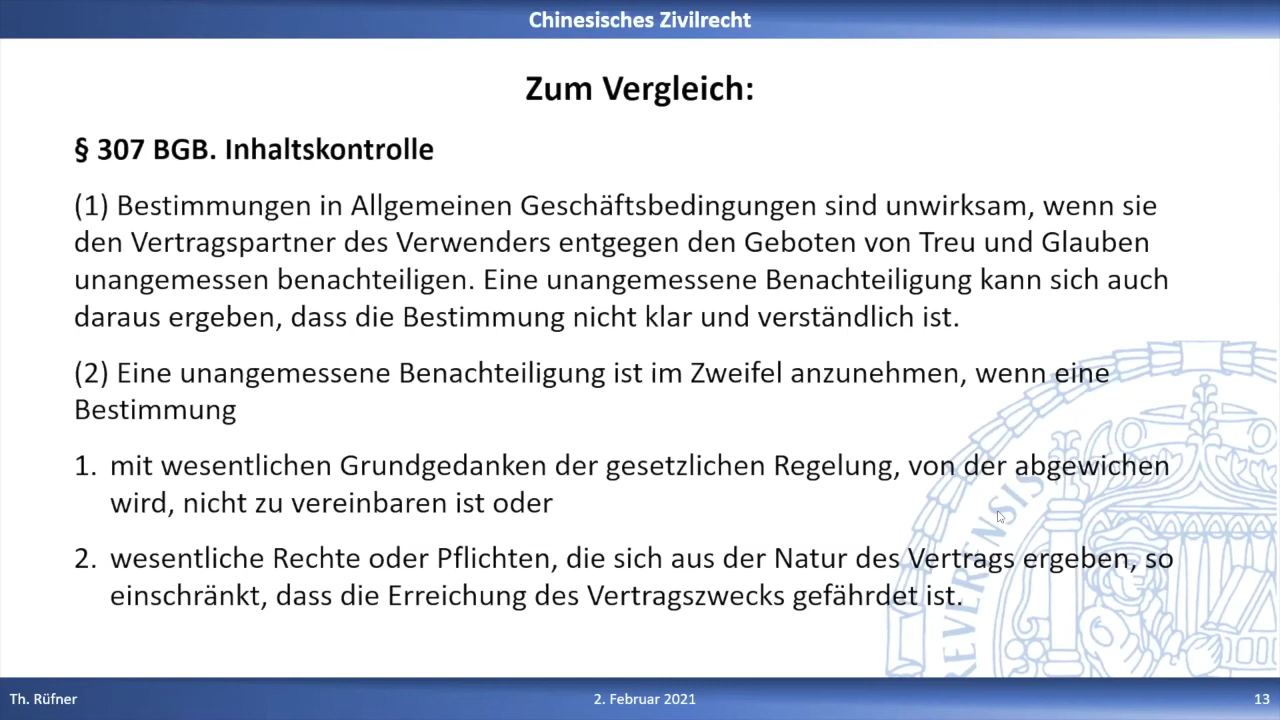 Chinesisches Zivilrecht
Zum Vergleich:
§ 307 BGB. Inhaltskontrolle
(1) Bestimmungen in Allgemeinen Geschäftsbedingungen sind unwirksam, wenn sie
den Vertragspartner des Verwenders entgegen den Geboten von Treu und Glauben
unangemessen benachteiligen. Eine unangemessene Benachteiligung kann sich auch
daraus ergeben, dass die Bestimmung nicht klar und verständlich ist.
(2) Eine unangemessene Benachteiligung ist im Zweifel anzunehmen, wenn eine
Bestimmung
1. mit wesentlichen Grundgedanken der gesetzlichen Regelung, von der abgewichen
wird, nicht zu vereinbaren ist oder
2. wesentliche Rechte oder Pflichten, die sich aus der Natur des Vertrags ergeben, so
einschränkt, dass die Erreichung des Vertragszwecks gefährdet ist.
REVERENSIS
Th. Rüfner
2. Februar 2021
13